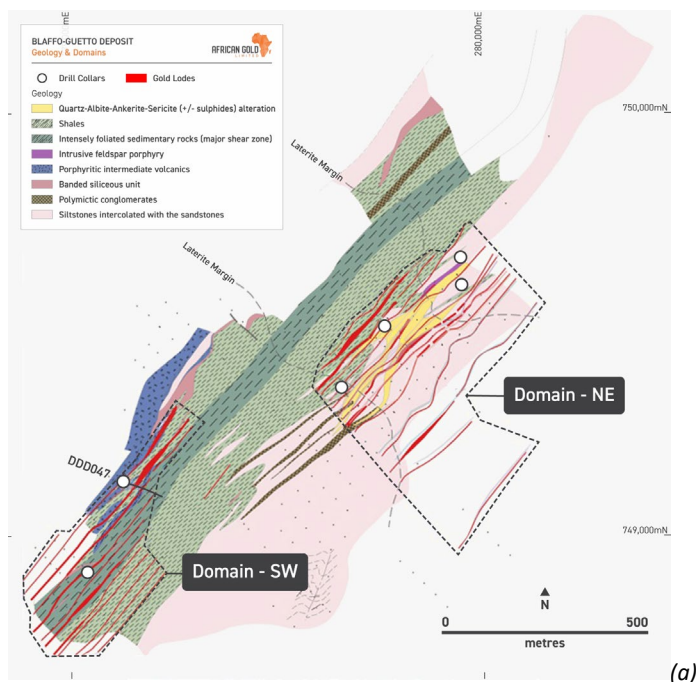 BLAFFO-GUETTO DEPOSIT
Geology & Domains
AFRICAN GOLD
LIMITED
Drill Collars
Gold Lodes
Geology
Quartz-Albite-Ankerite-Sericite (+/- sulphides) alteration
Shales
Intensely foliated sedimentary rocks (major shear zone)
Intrusive feldspar porphyry
Porphyritic intermediate volcanics
Banded siliceous unit
Polymictic conglomerates
Siltstones intercolated with the sandstones
mE
280,000mE
750,000mN
Laterite Margin
Laterite Margin
Domain - NE
DDD047
749,000mN
Domain - SW
N
0 500
metres
(a)